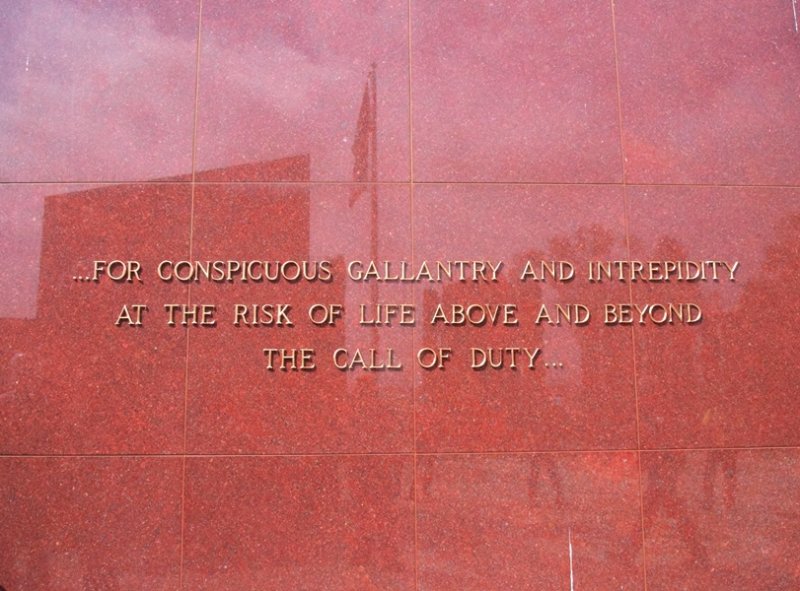 ...FOR CONSPICUOUS GALLANTRY AND INTREPIDITY
AT THE RISK OF LIFE ABOVE AND BEYOND
THE CALL OF DUTY...